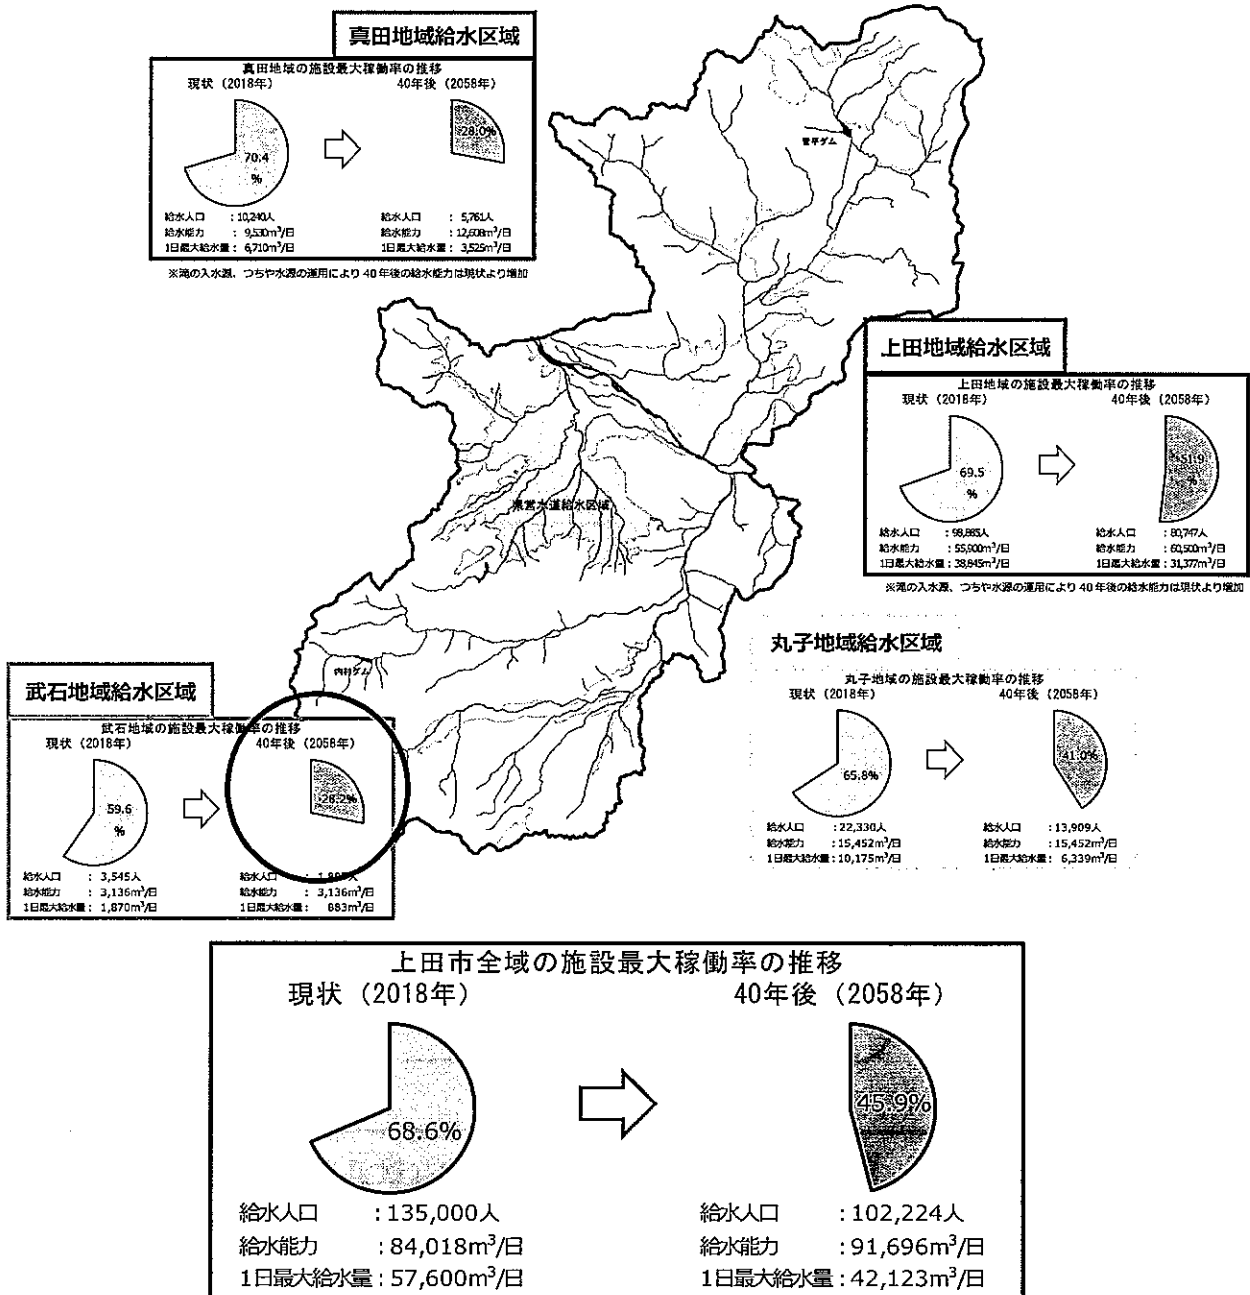 真田地域給水区域
真田地域の施設最大稼働率の推移
現状（2018年） 40年後（2058年）
70.4
%
28.0%
給水人口 ：10,240人
給水能力 ：9,530m³/日
1日最大給水量：6,710m³/日
給水人口 ：5,761人
給水能力 ：12,608m³/日
1日最大給水量：3,525m³/日
※滝の入水源、つちや水源の運用により40年後の給水能力は現状より増加
菅平ダム
上田地域給水区域
上田地域の施設最大稼働率の推移
現状（2018年） 40年後（2058年）
69.5
%
51.9
%
給水人口 ：98,885人
給水能力 ：55,900m³/日
1日最大給水量：38,845m³/日
給水人口 ：80,747人
給水能力 ：60,500m³/日
1日最大給水量：31,377m³/日
※滝の入水源、つちや水源の運用により40年後の給水能力は現状より増加
県営水道給水区域
内村ダム
丸子地域給水区域
丸子地域の施設最大稼働率の推移
現状（2018年） 40年後（2058年）
65.8%
41.0%
給水人口 ：22,330人
給水能力 ：15,452m³/日
1日最大給水量：10,175m³/日
給水人口 ：13,909人
給水能力 ：15,452m³/日
1日最大給水量：6,339m³/日
武石地域給水区域
武石地域の施設最大稼働率の推移
現状（2018年） 40年後（2058年）
59.6
%
28.2%
給水人口 ：3,545人
給水能力 ：3,136m³/日
1日最大給水量：1,870m³/日
給水人口
給水能力 ：3,136m³/日
1日最大給水量：883m³/日
上田市全域の施設最大稼働率の推移
現状（2018年） 40年後（2058年）
68.6%
45.9%
給水人口 ：135,000人
給水能力 ：84,018m³/日
1日最大給水量：57,600m³/日
給水人口 ：102,224人
給水能力 ：91,696m³/日
1日最大給水量：42,123m³/日